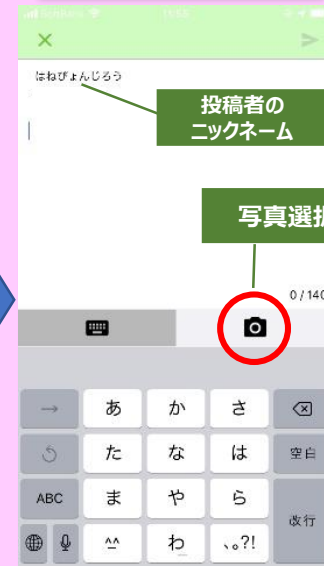 11:55
はねぴょんじろう
投稿者の
ニックネーム
写真選択
0 / 140
→ あ か さ
た な は 空白
ABC ま や ら
改行
^^ わ 、。?!